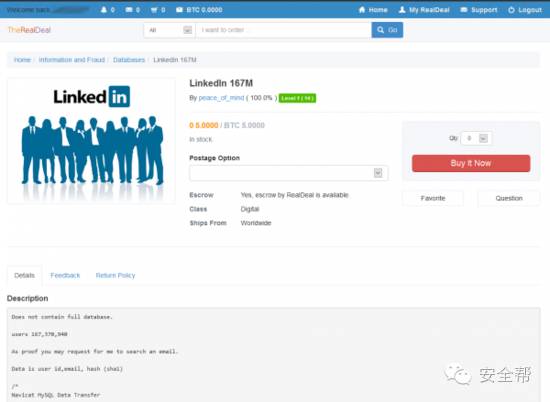 Welcome back 0 0 0 BTC 0.0000 Home My RealDeal Support Logout
TheRealDeal All I want to order ... Go
Home / Information and Fraud / Databases / LinkedIn 167M
Linked in
LinkedIn 167M
By peace_of_mind ( 100.0% ) Level 1 ( 14 )
5.0000 / BTC 5.0000
In stock.
Qty: 0
Postage Option
Buy It Now
Escrow Yes, escrow by RealDeal is available
Class Digital
Ships From Worldwide
Favorite Question
Details Feedback Return Policy
Description
Does not contain full database.
users 167,370,940
As proof you may request for me to search an email.
Data is user id,email, hash (sha1)
/*
Navicat MySQL Data Transfer
安全帮